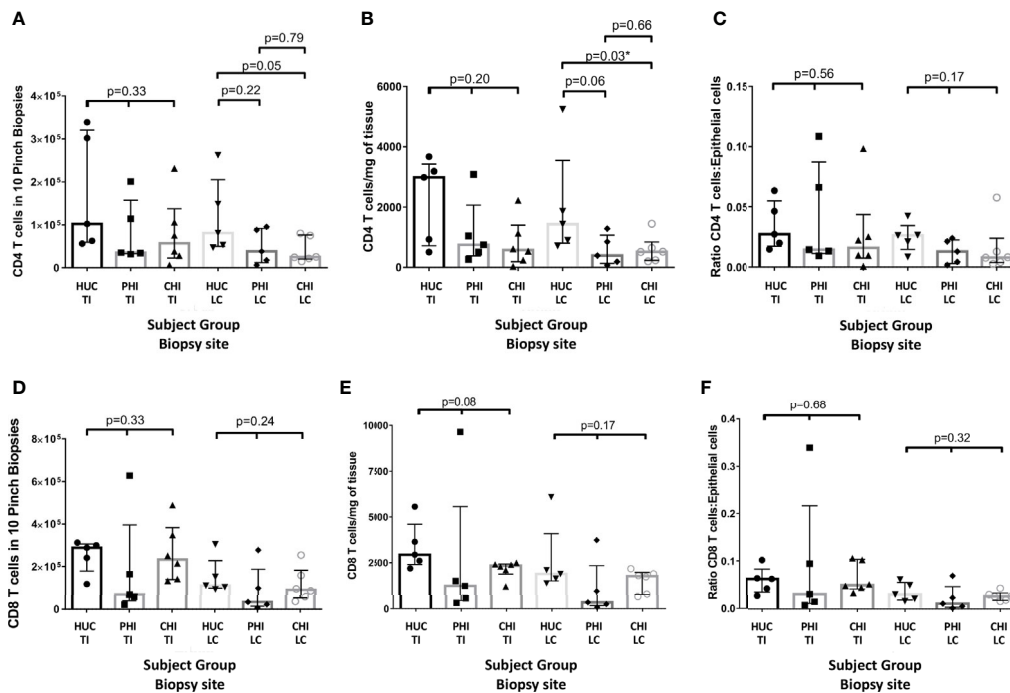 A
p=0.79
p=0.05
p=0.33
p=0.22
CD4 T cells in 10 Pinch Biopsies
4×10⁵
3×10⁵
2×10⁵
1×10⁵
0
HUC PHI CHI HUC PHI CHI
TI TI TI LC LC LC
Subject Group
Biopsy site
B
p=0.66
p=0.03*
p=0.20
p=0.06
CD4 T cells/mg of tissue
6000
4000
2000
0
HUC PHI CHI HUC PHI CHI
TI TI TI LC LC LC
Subject Group
Biopsy site
C
p=0.56
p=0.17
Ratio CD4 T cells:Epithelial cells
0.15
0.10
0.05
0.00
HUC PHI CHI HUC PHI CHI
TI TI TI LC LC LC
Subject Group
Biopsy site
D
p=0.33
p=0.24
CD8 T cells in 10 Pinch Biopsies
8×10⁵
6×10⁵
4×10⁵
2×10⁵
0
HUC PHI CHI HUC PHI CHI
TI TI TI LC LC LC
Subject Group
Biopsy site
E
p=0.08
p=0.17
CD8 T cells/mg of tissue
10000
7500
5000
2500
0
HUC PHI CHI HUC PHI CHI
TI TI TI LC LC LC
Subject Group
Biopsy site
F
p=0.68
p=0.32
Ratio CD8 T cells:Epithelial cells
0.4
0.3
0.2
0.1
0.0
HUC PHI CHI HUC PHI CHI
TI TI TI LC LC LC
Subject Group
Biopsy site